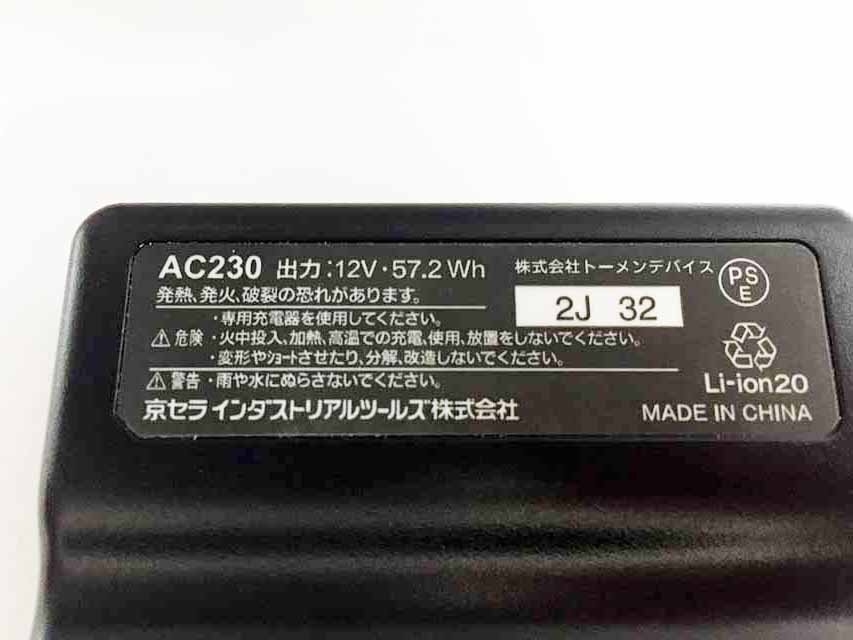 AC230 出力:12V・57.2Wh 株式会社トーメンデバイス
PS
E
発熱、発火、破裂の恐れがあります。
2J 32
・専用充電器を使用してください。
⚠危険・火中投入、加熱、高温での充電、使用、放置をしないでください。
・変形やｼｮｰﾄさせたり、分解、改造しないでください。
Li-ion20
⚠警告・雨や水にぬらさないでください。
京セラ インダストリアルツールズ株式会社
MADE IN CHINA